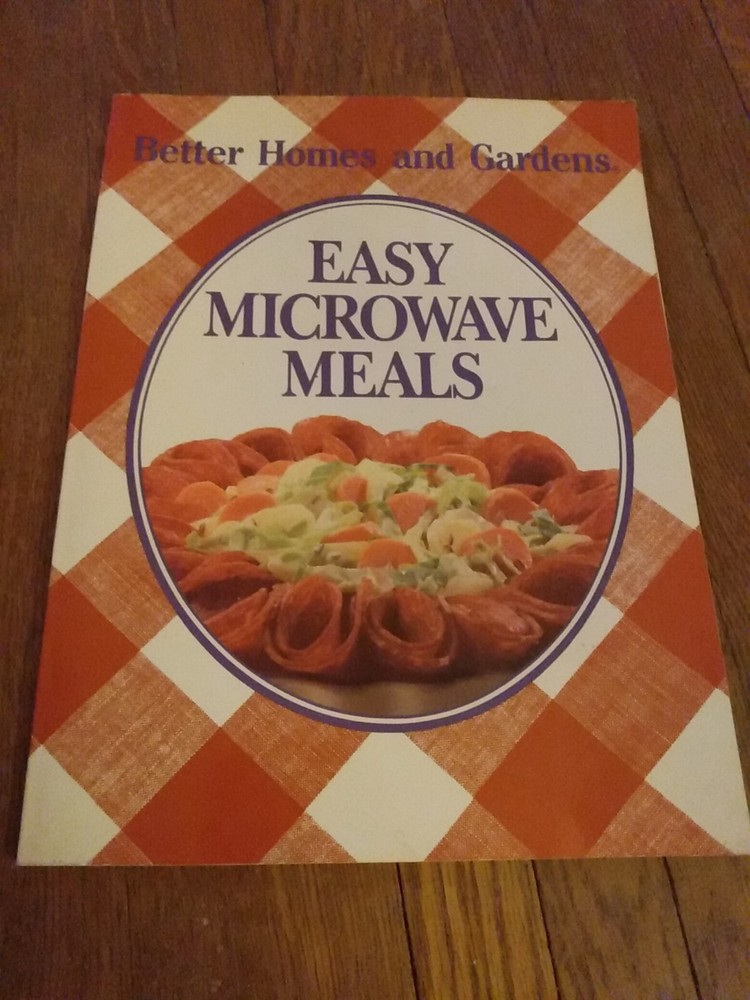 Better Homes and Gardens®
EASY
MICROWAVE
MEALS